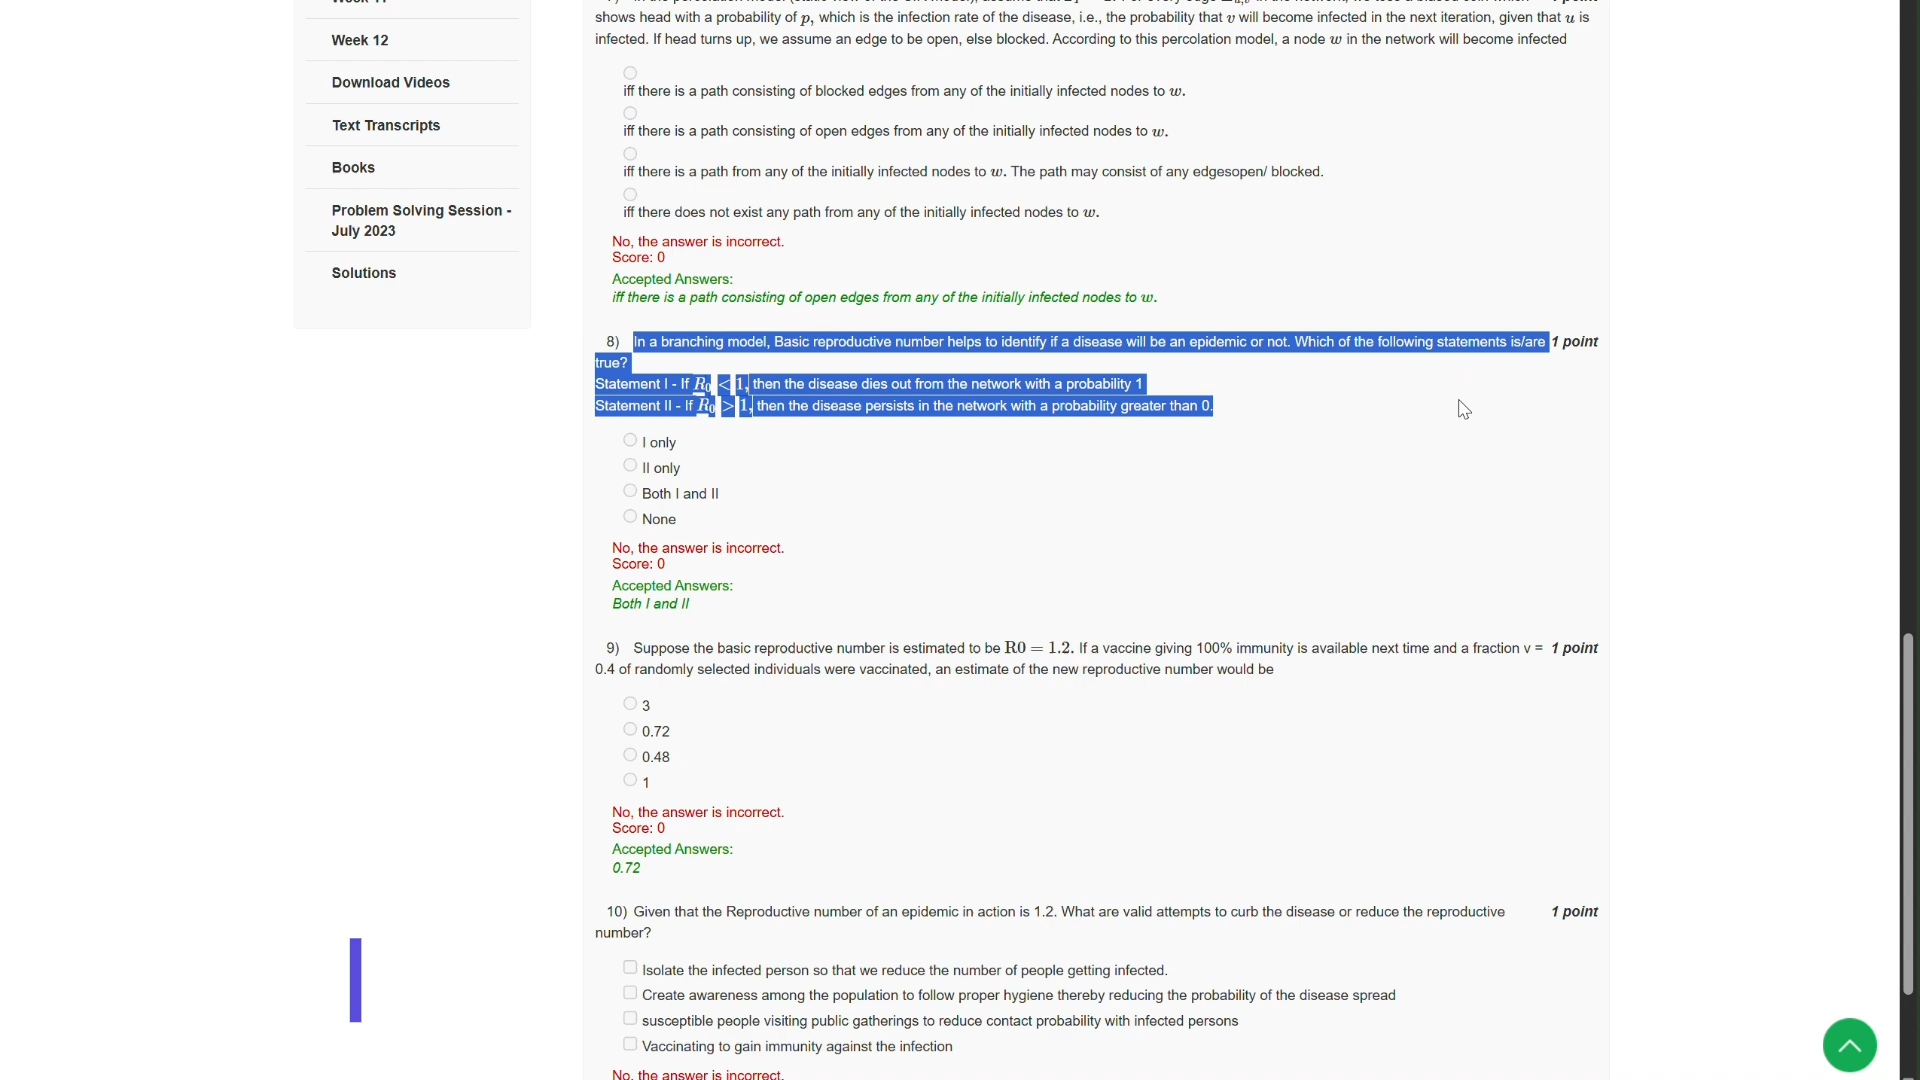 Week 12
Download Videos
Text Transcripts
Books
Problem Solving Session -
July 2023
Solutions
shows head with a probability of p, which is the infection rate of the disease, i.e., the probability that v will become infected in the next iteration, given that u is
infected. If head turns up, we assume an edge to be open, else blocked. According to this percolation model, a node w in the network will become infected
iff there is a path consisting of blocked edges from any of the initially infected nodes to w.
iff there is a path consisting of open edges from any of the initially infected nodes to w.
iff there is a path from any of the initially infected nodes to w. The path may consist of any edgesopen/ blocked.
iff there does not exist any path from any of the initially infected nodes to w.
No, the answer is incorrect.
Score: 0
Accepted Answers:
iff there is a path consisting of open edges from any of the initially infected nodes to w.
8) In a branching model, Basic reproductive number helps to identify if a disease will be an epidemic or not. Which of the following statements is/are 1 point
true?
Statement I - If R₀ < 1, then the disease dies out from the network with a probability 1
Statement II - If R₀ > 1, then the disease persists in the network with a probability greater than 0.
I only
II only
Both I and II
None
No, the answer is incorrect.
Score: 0
Accepted Answers:
Both I and II
9) Suppose the basic reproductive number is estimated to be R0 = 1.2. If a vaccine giving 100% immunity is available next time and a fraction v = 1 point
0.4 of randomly selected individuals were vaccinated, an estimate of the new reproductive number would be
3
0.72
0.48
1
No, the answer is incorrect.
Score: 0
Accepted Answers:
0.72
10) Given that the Reproductive number of an epidemic in action is 1.2. What are valid attempts to curb the disease or reduce the reproductive 1 point
number?
Isolate the infected person so that we reduce the number of people getting infected.
Create awareness among the population to follow proper hygiene thereby reducing the probability of the disease spread
susceptible people visiting public gatherings to reduce contact probability with infected persons
Vaccinating to gain immunity against the infection
No, the answer is incorrect.